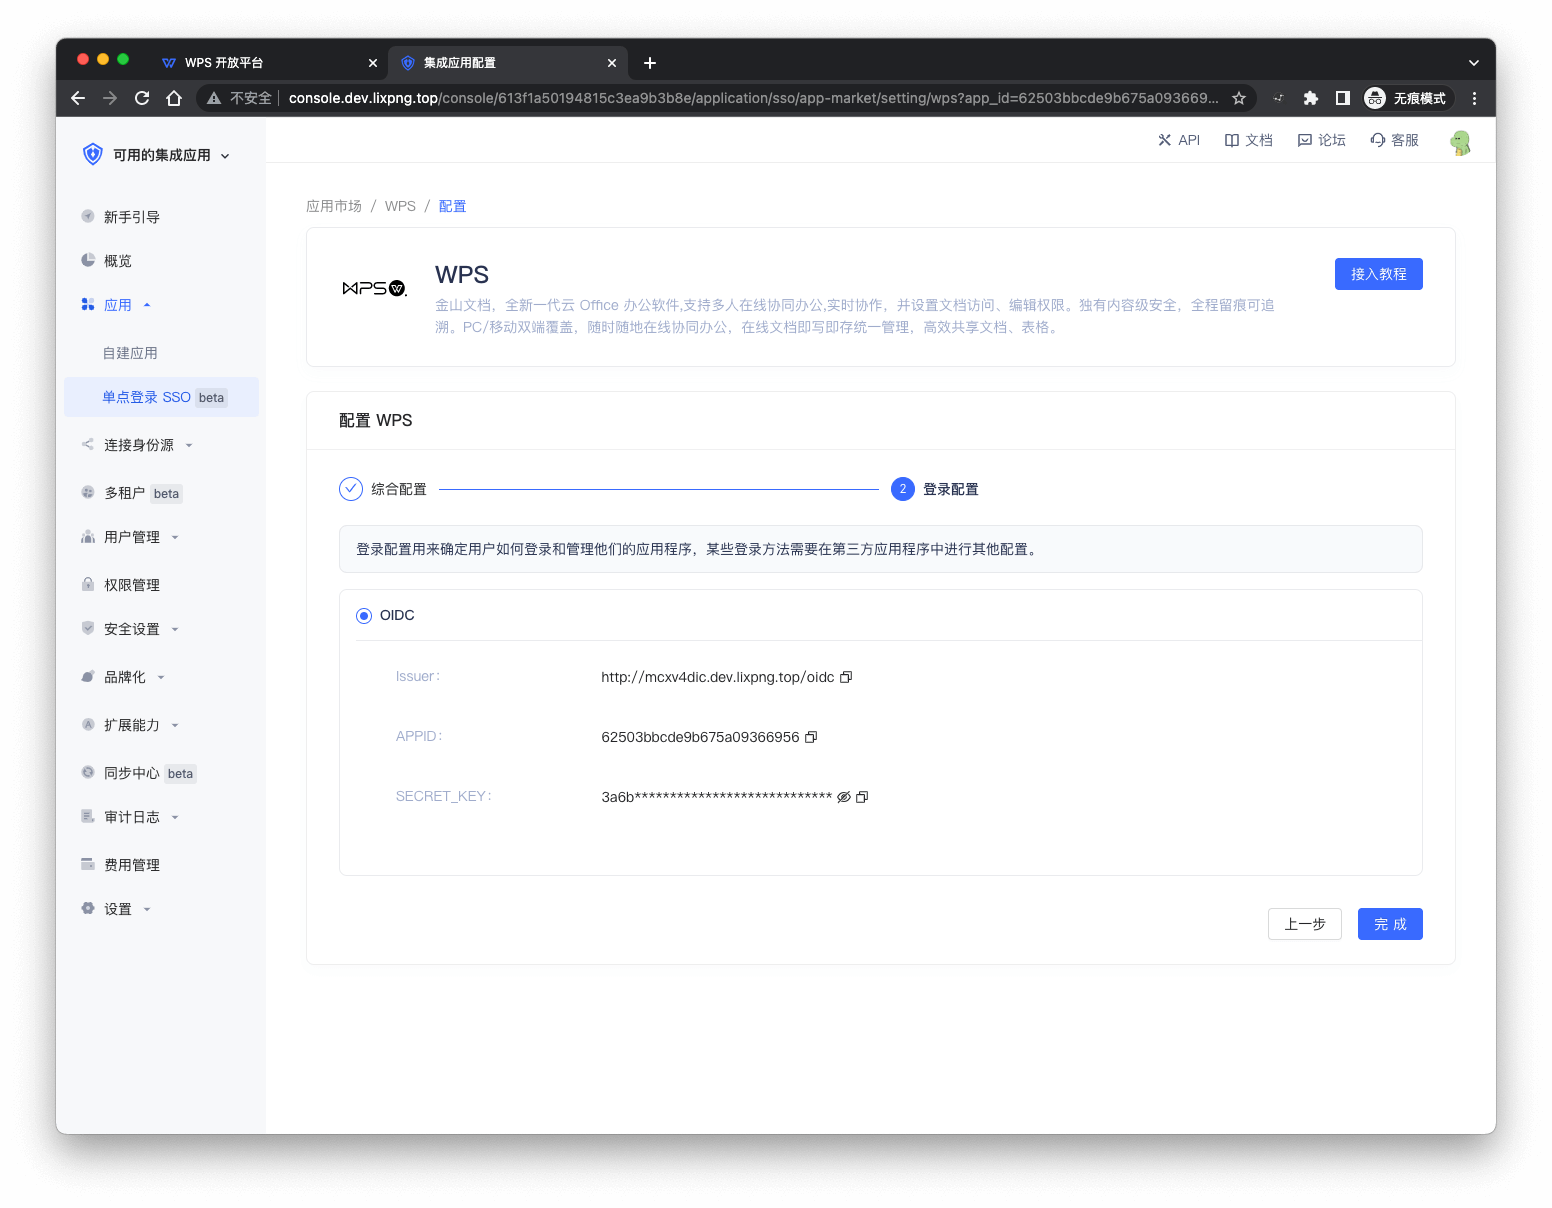 WPS 开放平台
集成应用配置
不安全 console.dev.lixpng.top/console/613f1a50194815c3ea9b3b8e/application/sso/app-market/setting/wps?app_id=62503bbcde9b675a093669... 无痕模式
可用的集成应用
API 文档 论坛 客服
新手引导
概览
应用
自建应用
单点登录 SSO beta
连接身份源
多租户 beta
用户管理
权限管理
安全设置
品牌化
扩展能力
同步中心 beta
审计日志
费用管理
设置
应用市场 / WPS / 配置
WPS
WPS
接入教程
金山文档，全新一代云 Office 办公软件,支持多人在线协同办公,实时协作，并设置文档访问、编辑权限。独有内容级安全，全程留痕可追
溯。PC/移动双端覆盖，随时随地在线协同办公，在线文档即写即存统一管理，高效共享文档、表格。
配置 WPS
综合配置
2 登录配置
登录配置用来确定用户如何登录和管理他们的应用程序，某些登录方法需要在第三方应用程序中进行其他配置。
OIDC
Issuer: http://mcxv4dic.dev.lixpng.top/oidc
APPID: 62503bbcde9b675a09366956
SECRET_KEY: 3a6b****************************
上一步 完 成